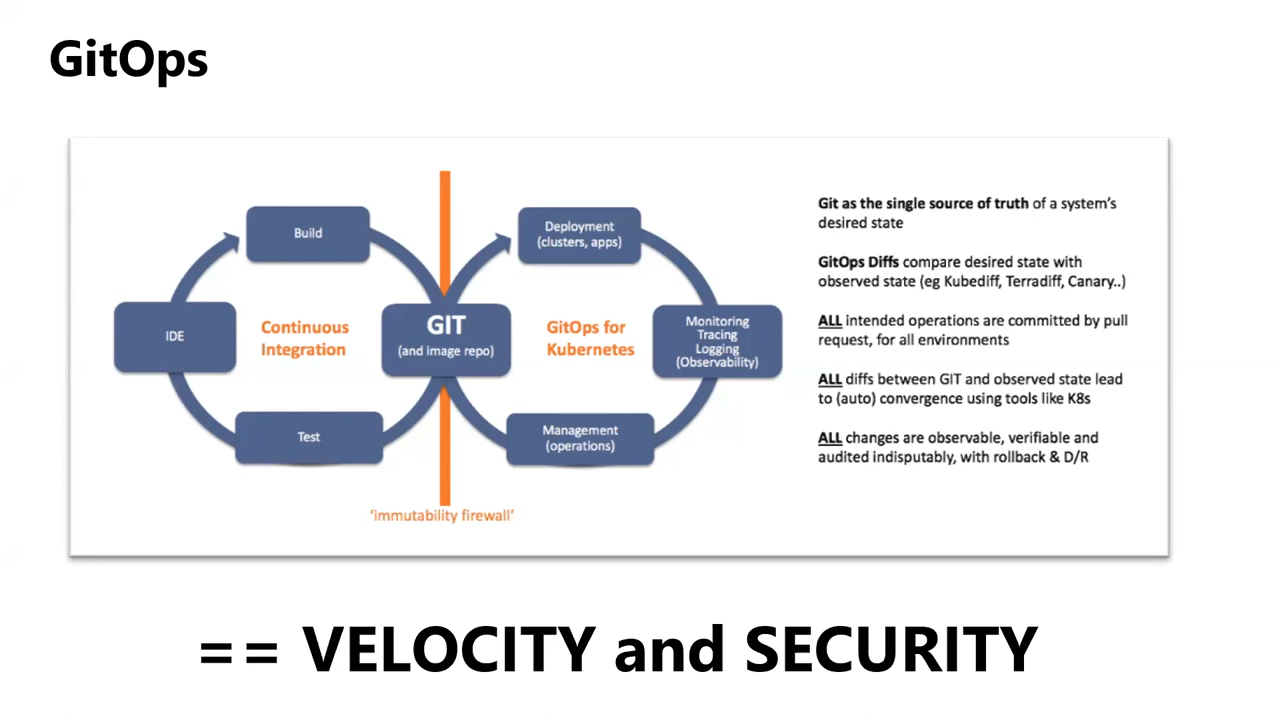 GitOps
Build
IDE
Continuous
Integration
Test
GIT
(and image repo)
'immutability firewall'
Deployment
(clusters, apps)
GitOps for
Kubernetes
Monitoring
Tracing
Logging
(Observability)
Management
(operations)
Git as the single source of truth of a system's
desired state
GitOps Diffs compare desired state with
observed state (eg Kubediff, Terradiff, Canary..)
ALL intended operations are committed by pull
request, for all environments
ALL diffs between GIT and observed state lead
to (auto) convergence using tools like K8s
ALL changes are observable, verifiable and
audited indisputably, with rollback & D/R
== VELOCITY and SECURITY